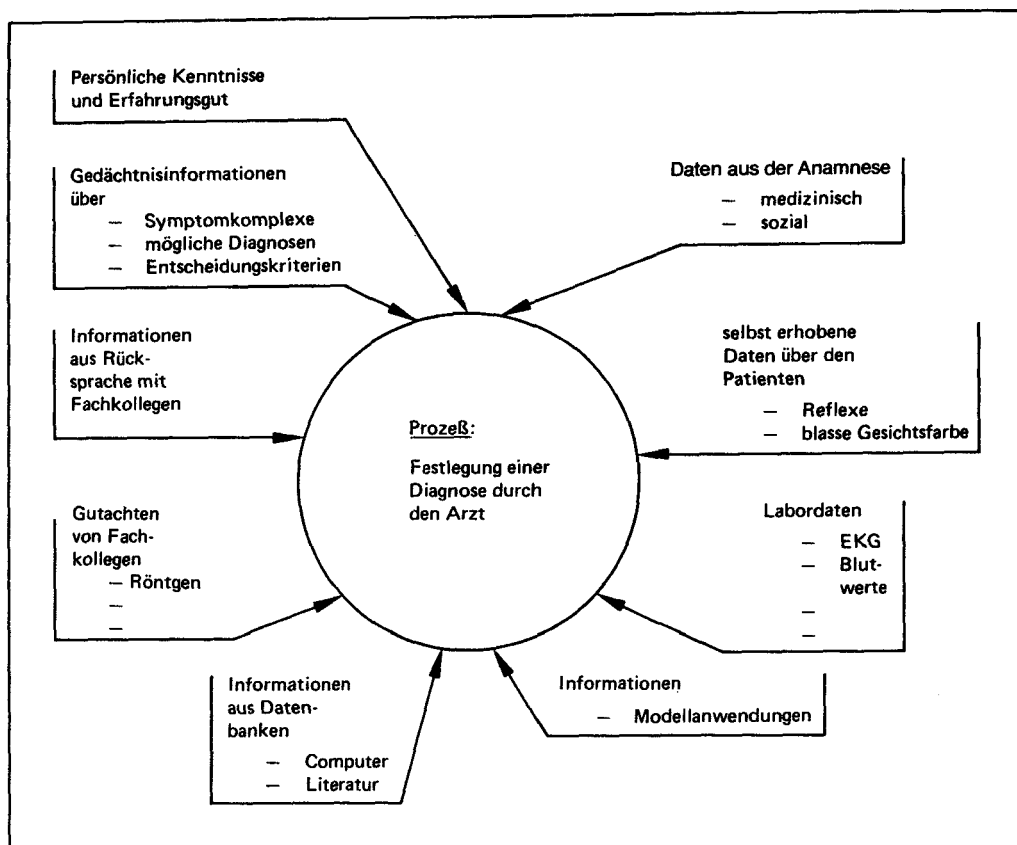 Persönliche Kenntnisse
und Erfahrungsgut
Gedächtnisinformationen
über
— Symptomkomplexe
— mögliche Diagnosen
— Entscheidungskriterien
Informationen
aus Rück-
sprache mit
Fachkollegen
Gutachten
von Fach-
kollegen
— Röntgen
—
—
Informationen
aus Daten-
banken
— Computer
— Literatur
Prozeß:
Festlegung einer
Diagnose durch
den Arzt
Daten aus der Anamnese
— medizinisch
— sozial
selbst erhobene
Daten über den
Patienten
— Reflexe
— blasse Gesichtsfarbe
Labordaten
— EKG
— Blut-
werte
—
—
Informationen
— Modellanwendungen